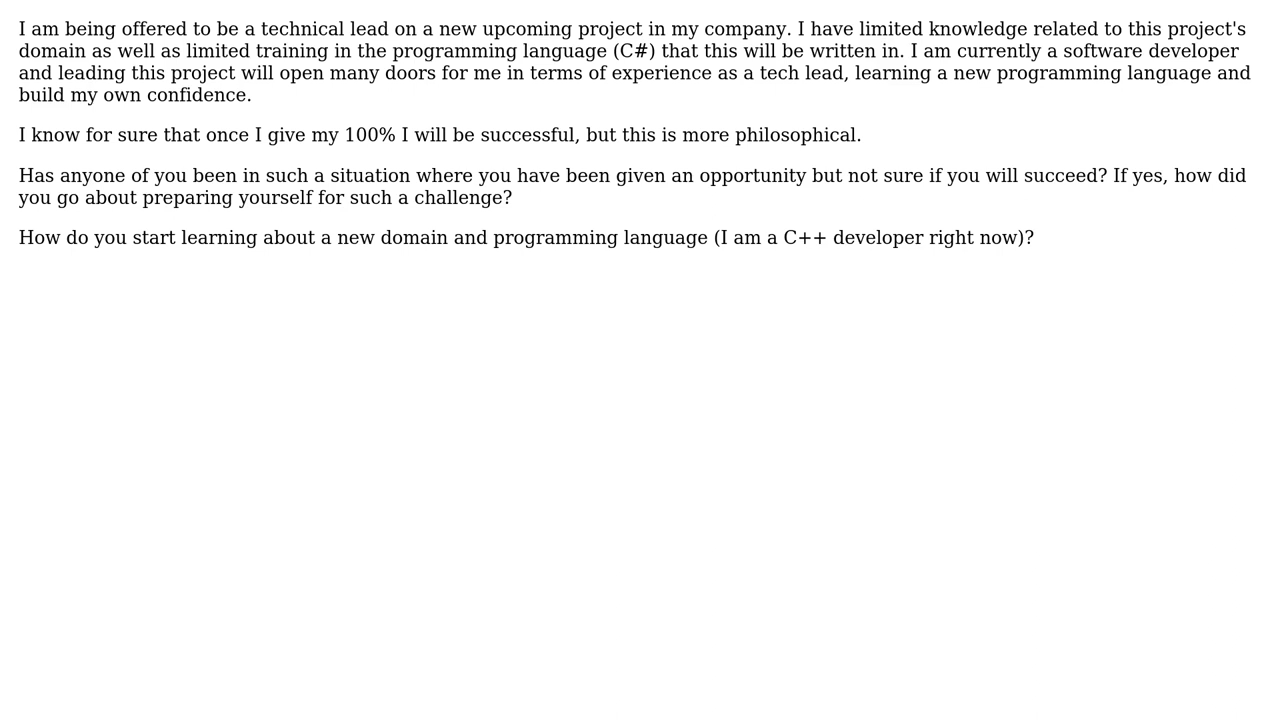 I am being offered to be a technical lead on a new upcoming project in my company. I have limited knowledge related to this project's
domain as well as limited training in the programming language (C#) that this will be written in. I am currently a software developer
and leading this project will open many doors for me in terms of experience as a tech lead, learning a new programming language and
build my own confidence.
I know for sure that once I give my 100% I will be successful, but this is more philosophical.
Has anyone of you been in such a situation where you have been given an opportunity but not sure if you will succeed? If yes, how did
you go about preparing yourself for such a challenge?
How do you start learning about a new domain and programming language (I am a C++ developer right now)?